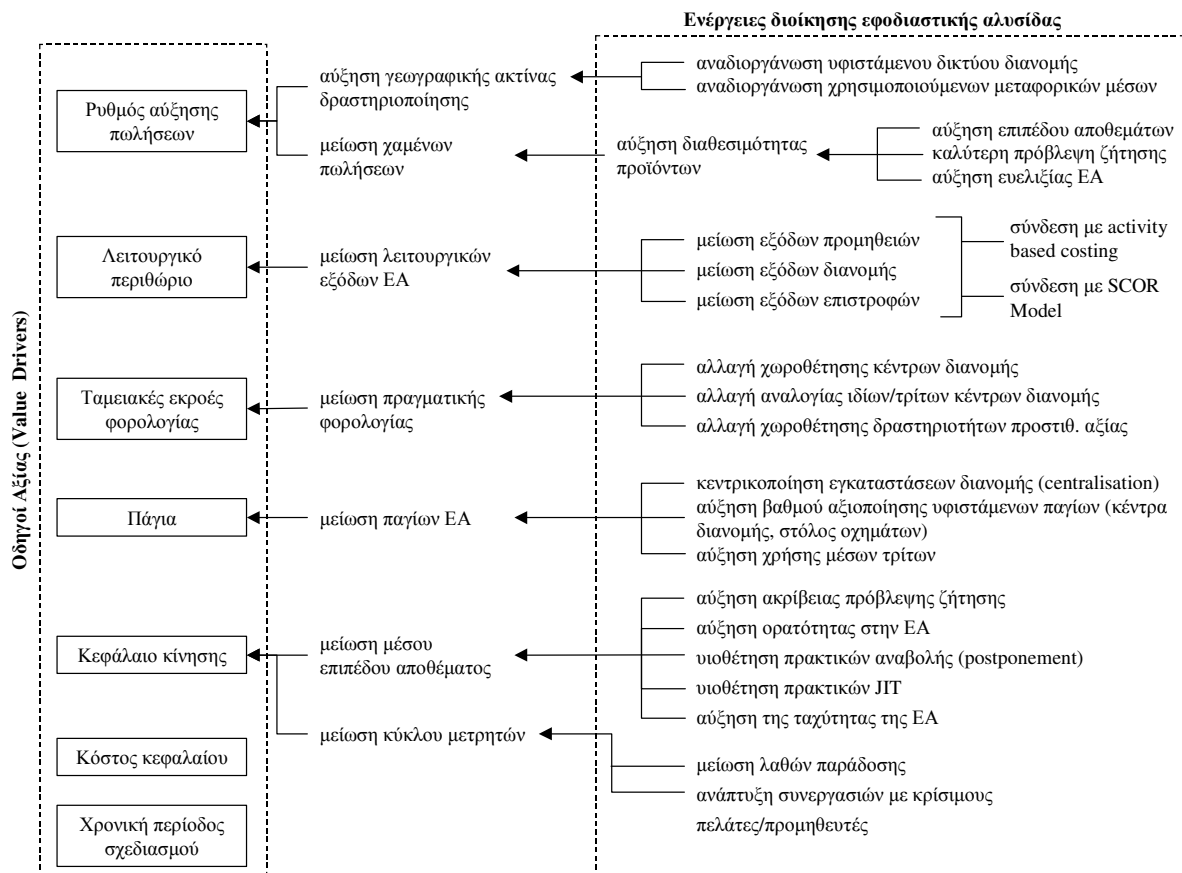 Ενέργειες διοίκησης εφοδιαστικής αλυσίδας
Οδηγοί Αξίας (Value Drivers)
Ρυθμός αύξησης
πωλήσεων
αύξηση γεωγραφικής ακτίνας
δραστηριοποίησης
αναδιοργάνωση υφιστάμενου δικτύου διανομής
αναδιοργάνωση χρησιμοποιούμενων μεταφορικών μέσων
μείωση χαμένων
πωλήσεων
αύξηση διαθεσιμότητας
προϊόντων
αύξηση επιπέδου αποθεμάτων
καλύτερη πρόβλεψη ζήτησης
αύξηση ευελιξίας ΕΑ
Λειτουργικό
περιθώριο
μείωση λειτουργικών
εξόδων ΕΑ
μείωση εξόδων προμηθειών
μείωση εξόδων διανομής
μείωση εξόδων επιστροφών
σύνδεση με activity
based costing
σύνδεση με SCOR
Model
Ταμειακές εκροές
φορολογίας
μείωση πραγματικής
φορολογίας
αλλαγή χωροθέτησης κέντρων διανομής
αλλαγή αναλογίας ιδίων/τρίτων κέντρων διανομής
αλλαγή χωροθέτησης δραστηριοτήτων προστιθ. αξίας
Πάγια
μείωση παγίων ΕΑ
κεντρικοποίηση εγκαταστάσεων διανομής (centralisation)
αύξηση βαθμού αξιοποίησης υφιστάμενων παγίων (κέντρα
διανομής, στόλος οχημάτων)
αύξηση χρήσης μέσων τρίτων
Κεφάλαιο κίνησης
μείωση μέσου
επιπέδου αποθέματος
αύξηση ακρίβειας πρόβλεψης ζήτησης
αύξηση ορατότητας στην ΕΑ
υιοθέτηση πρακτικών αναβολής (postponement)
υιοθέτηση πρακτικών JIT
αύξηση της ταχύτητας της ΕΑ
μείωση κύκλου μετρητών
μείωση λαθών παράδοσης
ανάπτυξη συνεργασιών με κρίσιμους
πελάτες/προμηθευτές
Κόστος κεφαλαίου
Χρονική περίοδος
σχεδιασμού